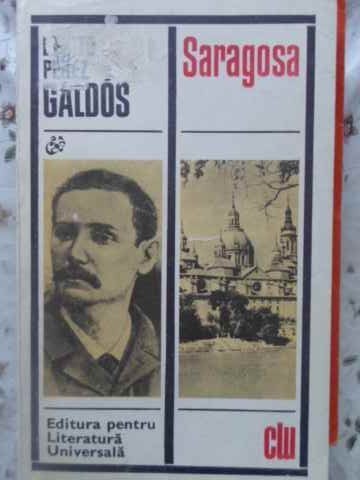 GALDÓS
Saragosa
Editura pentru
Literatură
Universală
clu